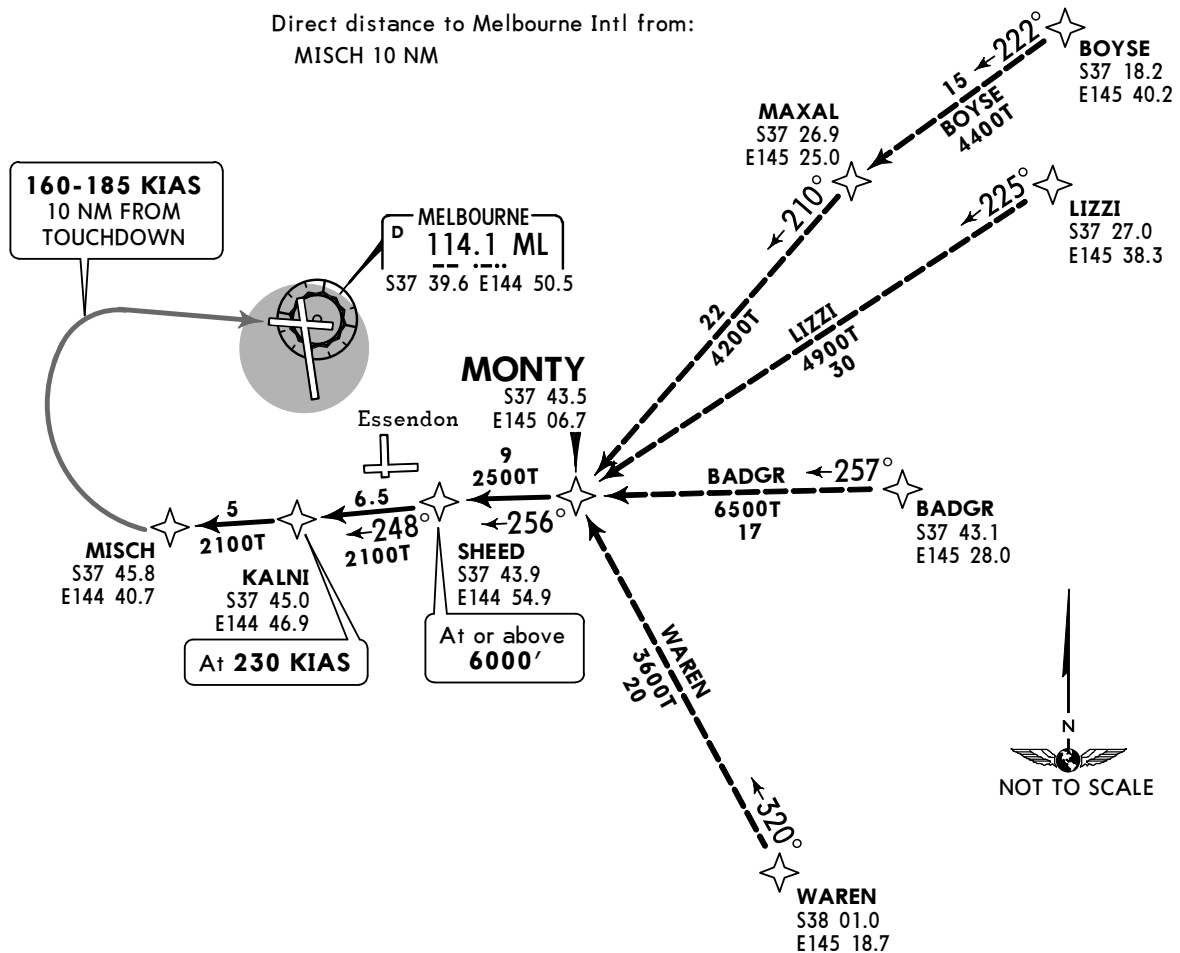 Direct distance to Melbourne Intl from:
MISCH 10 NM
222°
BOYSE
S37 18.2
E145 40.2
15
BOYSE
4400T
MAXAL
S37 26.9
E145 25.0
160-185 KIAS
10 NM FROM
TOUCHDOWN
210°
225°
LIZZI
S37 27.0
E145 38.3
MELBOURNE
D 114.1 ML
S37 39.6 E144 50.5
22
4200T
LIZZI
4900T
30
MONTY
S37 43.5
E145 06.7
Essendon
9
2500T
256°
BADGR
6500T
17
257°
BADGR
S37 43.1
E145 28.0
6.5
248°
2100T
5
2100T
MISCH
S37 45.8
E144 40.7
KALNI
S37 45.0
E144 46.9
SHEED
S37 43.9
E144 54.9
At 230 KIAS
At or above
6000′
WAREN
3600T
20
320°
WAREN
S38 01.0
E145 18.7
N
NOT TO SCALE